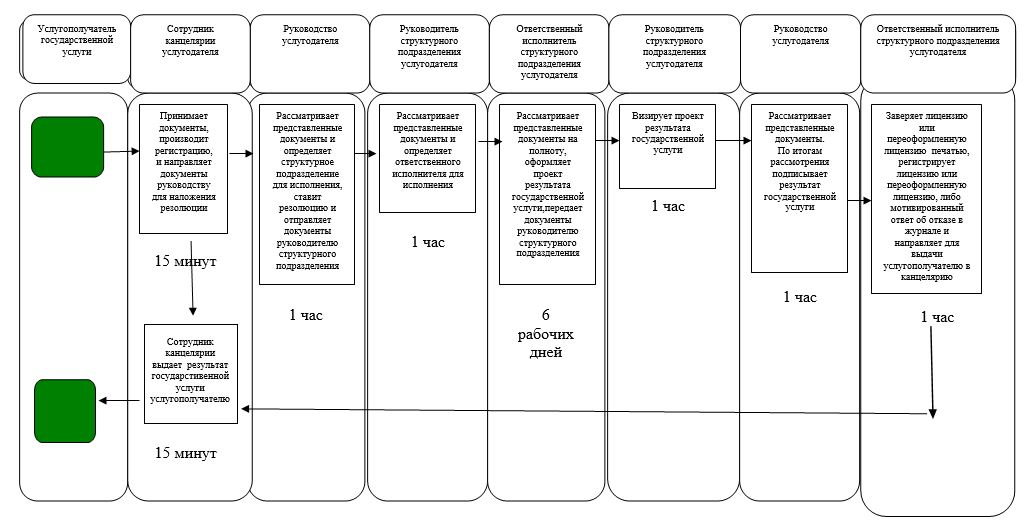 Услугополучатель
государственной
услуги
Сотрудник
канцелярии
услугодателя
Руководство
услугодателя
Руководитель
структурного
подразделения
услугодателя
Ответственный
исполнитель
структурного
подразделения
услугодателя
Руководитель
структурного
подразделения
услугодателя
Руководство
услугодателя
Ответственный исполнитель
структурного подразделения
услугодателя
Принимает
документы,
производит
регистрацию,
и направляет
документы
руководству
для наложения
резолюции
15 минут
Сотрудник
канцелярии
выдает результат
государстивенной
услуги
услугополучателю
15 минут
Рассматривает
представленные
документы и
определяет
структурное
подразделение
для исполнения,
ставит
резолюцию и
отправляет
документы
руководителю
структурного
подразделения
1 час
Рассматривает
представленные
документы и
определяет
ответственного
исполнителя для
исполнения
1 час
Рассматривает
представленные
документы на
полноту,
оформляет
проект
результата
государственной
услуги,передает
документы
руководителю
структурного
подразделения
6
рабочих
дней
Визирует проект
результата
государственной
услуги
1 час
Рассматривает
представленные
документы.
По итогам
рассмотрения
подписывает
результат
государственной
услуги
1 час
Заверяет лицензию
или
переоформленную
лицензию печатью,
регистрирует
лицензию или
переоформленную
лицензию, либо
мотивированный
ответ об отказе в
журнале и
направляет для
выдачи
услугополучателю в
канцелярию
1 час